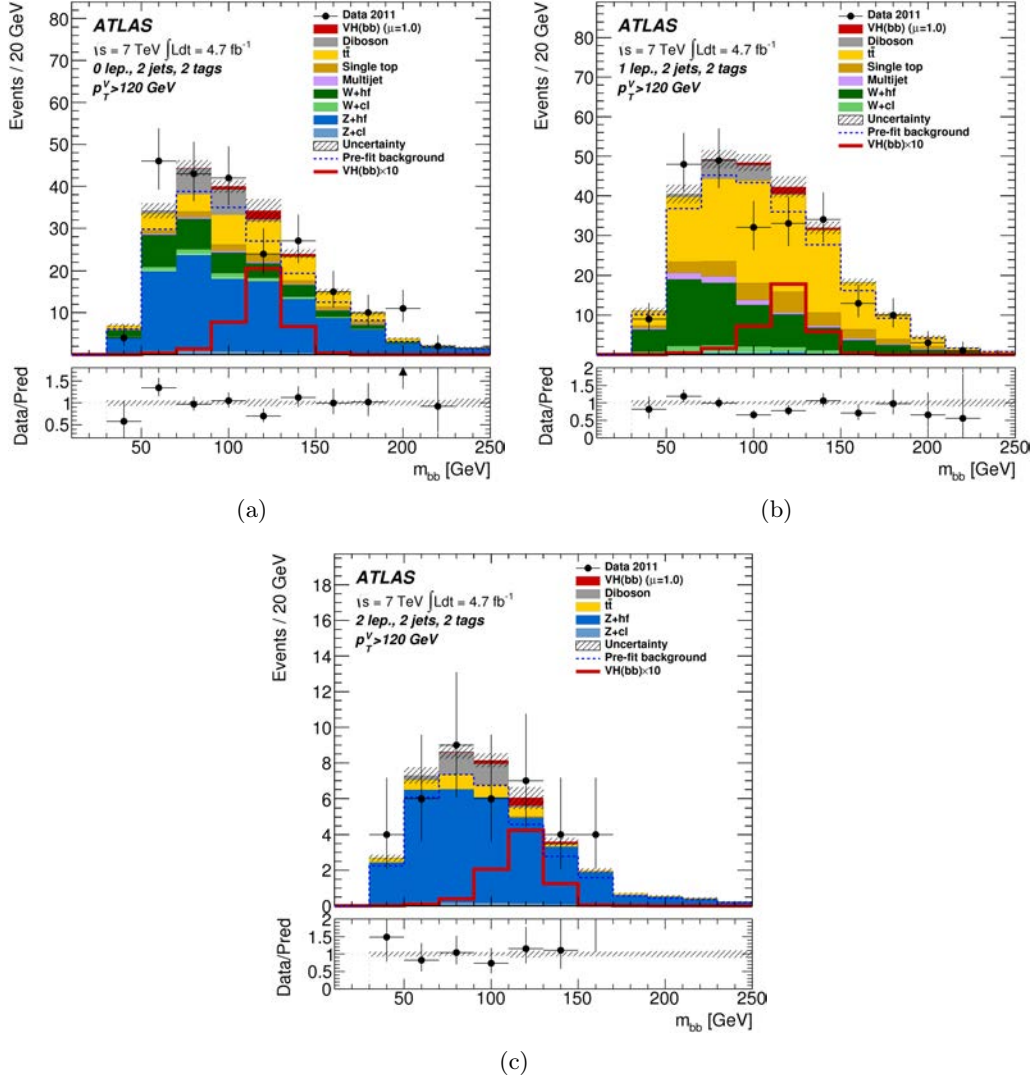 Events / 20 GeV
80
70
60
50
40
30
20
10
ATLAS
√s = 7 TeV ∫Ldt = 4.7 fb⁻¹
0 lep., 2 jets, 2 tags
p_T^V>120 GeV
Data 2011
VH(bb) (μ=1.0)
Diboson
tt̄
Single top
Multijet
W+hf
W+cl
Z+hf
Z+cl
Uncertainty
Pre-fit background
VH(bb)×10
Data/Pred
1.5
1
0.5
50 100 150 200 250
m_bb [GeV]
(a)
Events / 20 GeV
80
70
60
50
40
30
20
10
ATLAS
√s = 7 TeV ∫Ldt = 4.7 fb⁻¹
1 lep., 2 jets, 2 tags
p_T^V>120 GeV
Data 2011
VH(bb) (μ=1.0)
Diboson
tt̄
Single top
Multijet
W+hf
W+cl
Z+hf
Z+cl
Uncertainty
Pre-fit background
VH(bb)×10
Data/Pred
2
1.5
1
0.5
0
50 100 150 200 250
m_bb [GeV]
(b)
Events / 20 GeV
18
16
14
12
10
8
6
4
2
0
ATLAS
√s = 7 TeV ∫Ldt = 4.7 fb⁻¹
2 lep., 2 jets, 2 tags
p_T^V>120 GeV
Data 2011
VH(bb) (μ=1.0)
Diboson
tt̄
Z+hf
Z+cl
Uncertainty
Pre-fit background
VH(bb)×10
Data/Pred
2
1.5
1
0.5
0
50 100 150 200 250
m_bb [GeV]
(c)